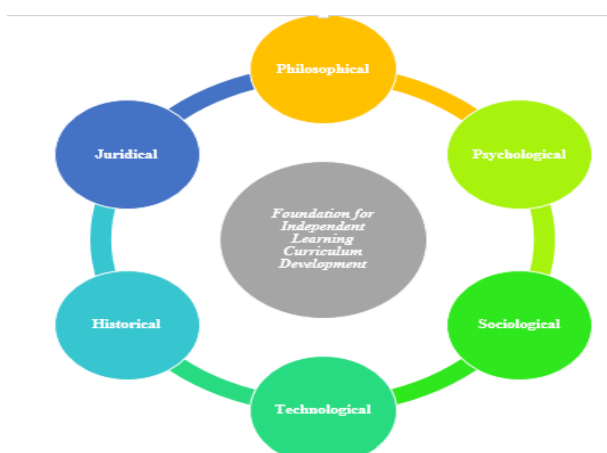 Philosophical
Psychological
Sociological
Technological
Historical
Juridical
Foundation for
Independent
Learning
Curriculum
Development